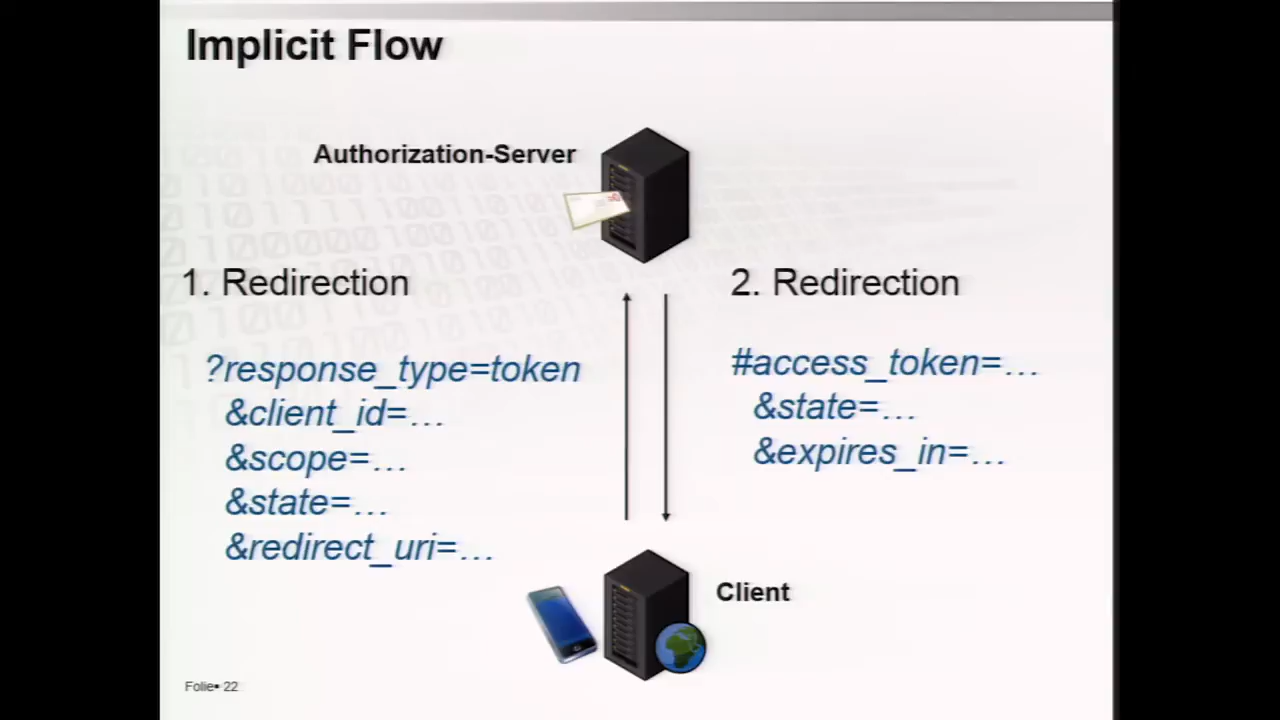 Implicit Flow
Authorization-Server
1. Redirection
?response_type=token
&client_id=…
&scope=…
&state=…
&redirect_uri=…
2. Redirection
#access_token=…
&state=…
&expires_in=…
Client
Folie▪ 22